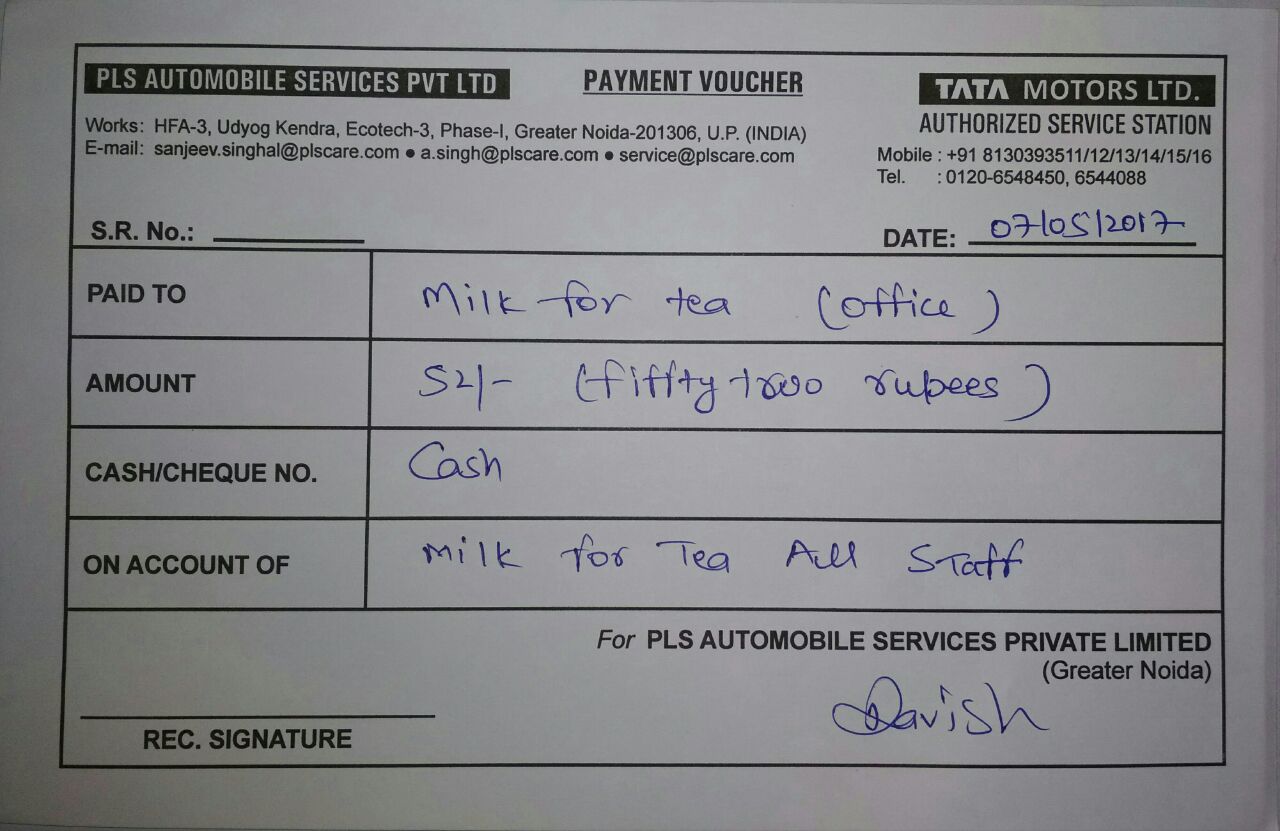 PLS AUTOMOBILE SERVICES PVT LTD
PAYMENT VOUCHER
TATA MOTORS LTD.
AUTHORIZED SERVICE STATION
Works: HFA-3, Udyog Kendra, Ecotech-3, Phase-I, Greater Noida-201306, U.P. (INDIA)
E-mail: sanjeev.singhal@plscare.com ● a.singh@plscare.com ● service@plscare.com
Mobile : +91 8130393511/12/13/14/15/16
Tel. : 0120-6548450, 6544088
S.R. No.:
DATE: 07/05/2017
PAID TO Milk for tea (office)
AMOUNT 52/- (fiffty two rupees)
CASH/CHEQUE NO. Cash
ON ACCOUNT OF Milk for Tea All Staff
For PLS AUTOMOBILE SERVICES PRIVATE LIMITED
(Greater Noida)
REC. SIGNATURE